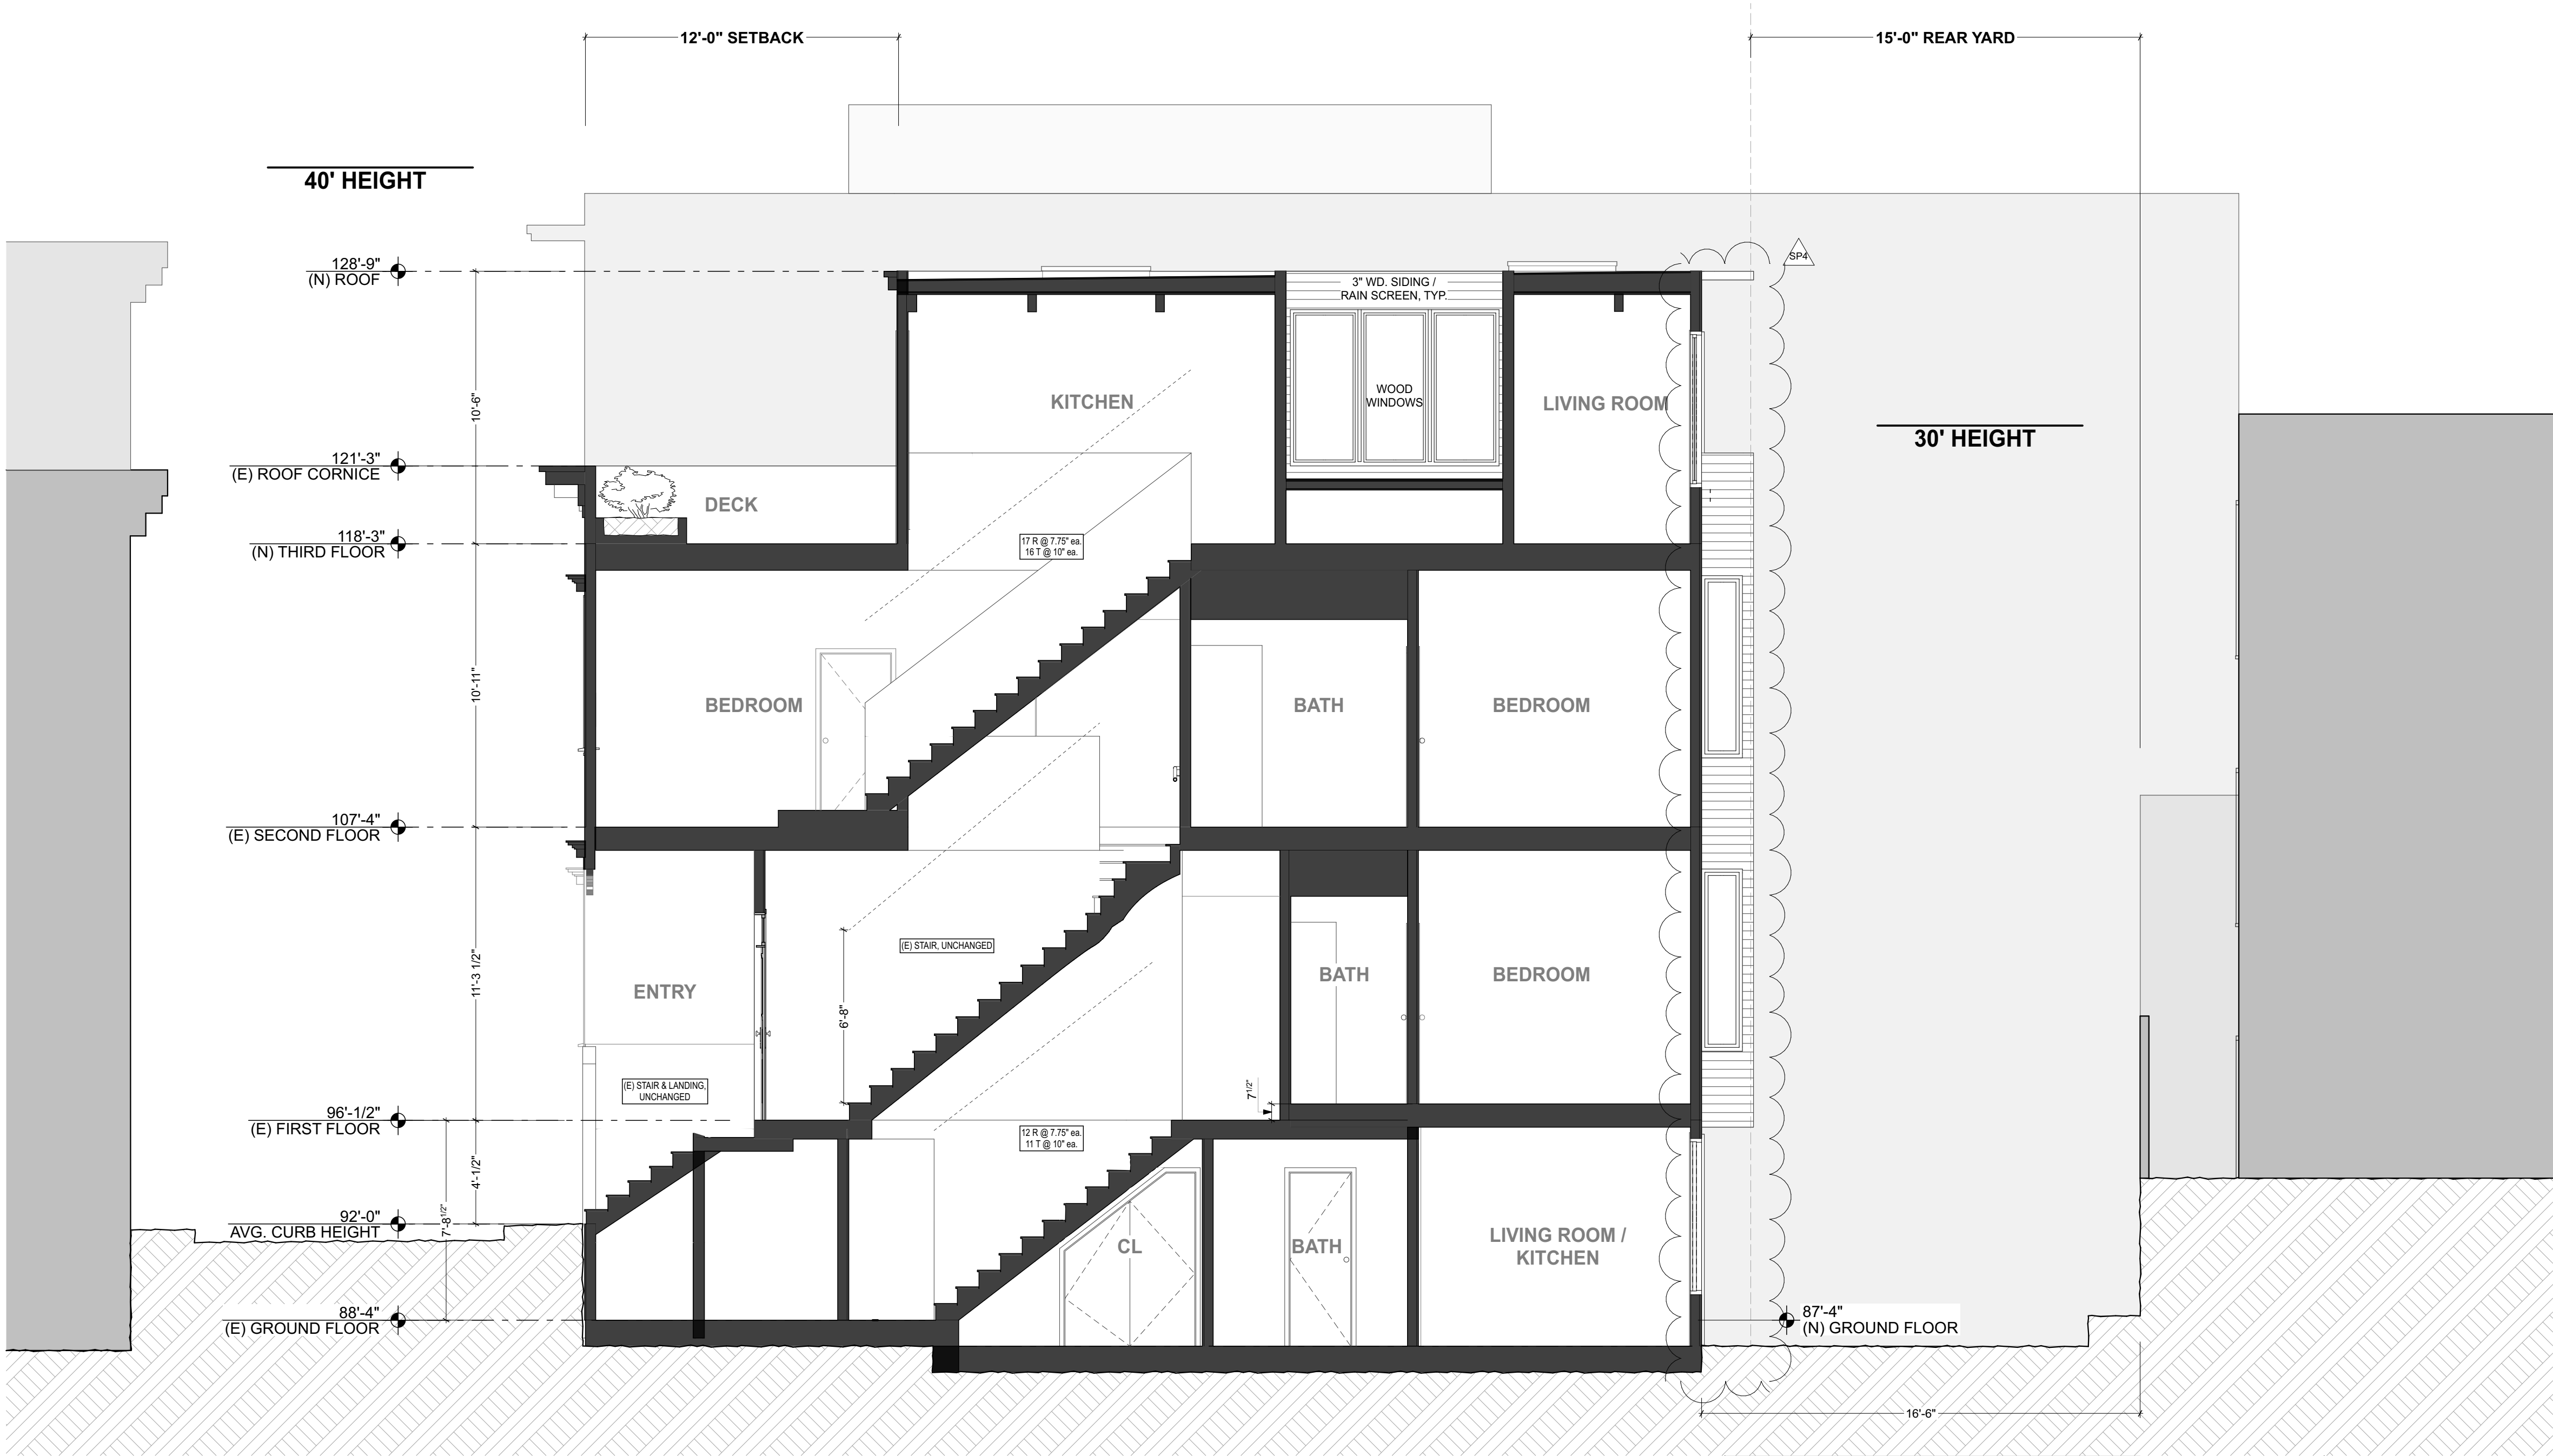 12'-0" SETBACK
15'-0" REAR YARD
40' HEIGHT
128'-9"
(N) ROOF
SP4
3" WD. SIDING /
RAIN SCREEN, TYP.
WOOD
WINDOWS
KITCHEN
LIVING ROOM
10'-6"
30' HEIGHT
121'-3"
(E) ROOF CORNICE
DECK
118'-3"
(N) THIRD FLOOR
17 R @ 7.75" ea.
16 T @ 10" ea.
10'-11"
BEDROOM
BATH
BEDROOM
107'-4"
(E) SECOND FLOOR
11'-3 1/2"
(E) STAIR, UNCHANGED
ENTRY
6'-8"
BATH
BEDROOM
(E) STAIR & LANDING,
UNCHANGED
7 1/2"
96'-1/2"
(E) FIRST FLOOR
12 R @ 7.75" ea.
11 T @ 10" ea.
4'-1/2"
92'-0"
AVG. CURB HEIGHT
7'-8 1/2"
CL
BATH
LIVING ROOM /
KITCHEN
88'-4"
(E) GROUND FLOOR
87'-4"
(N) GROUND FLOOR
16'-6"